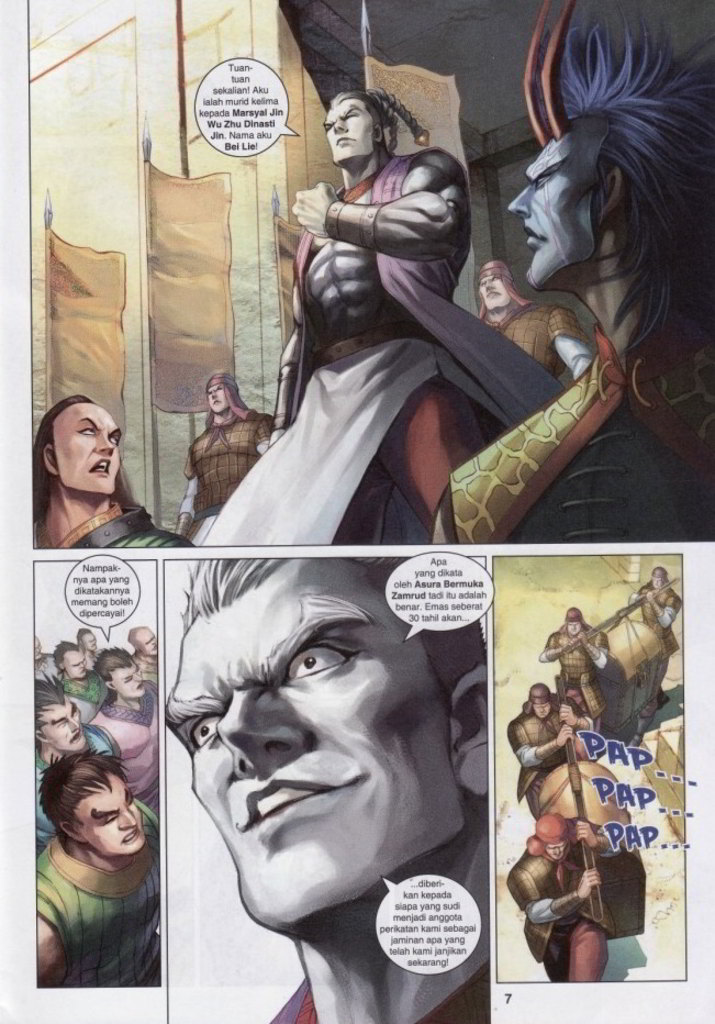 Tuan-
tuan
sekalian! Aku
ialah murid kelima
kepada Marsyal Jin
Wu Zhu Dinasti
Jin. Nama aku
Bei Lie!
Nampak-
nya apa yang
dikatakannya
memang boleh
dipercayai!
Apa
yang dikata
oleh Asura Bermuka
Zamrud tadi itu adalah
benar. Emas seberat
30 tahil akan...
...diberi-
kan kepada
siapa yang sudi
menjadi anggota
perikatan kami sebagai
jaminan apa yang
telah kami janjikan
sekarang!
PAP...
PAP...
PAP...
7